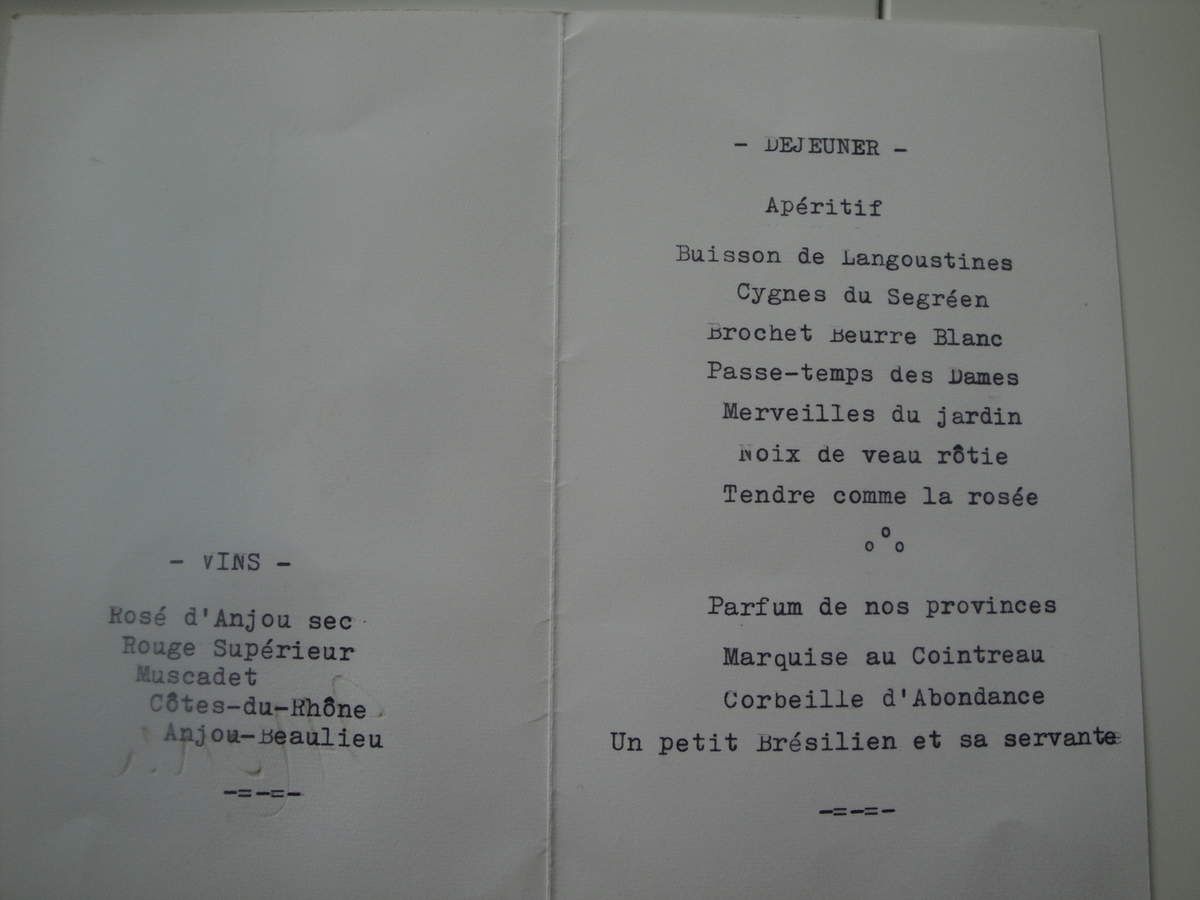 - VINS -
Rosé d'Anjou sec
Rouge Supérieur
Muscadet
Côtes-du-Rhône
Anjou-Beaulieu
-=-=-
- DEJEUNER -
Apéritif
Buisson de Langoustines
Cygnes du Segréen
Brochet Beurre Blanc
Passe-temps des Dames
Merveilles du jardin
Noix de veau rôtie
Tendre comme la rosée
o o o
Parfum de nos provinces
Marquise au Cointreau
Corbeille d'Abondance
Un petit Brésilien et sa servante
-=-=-